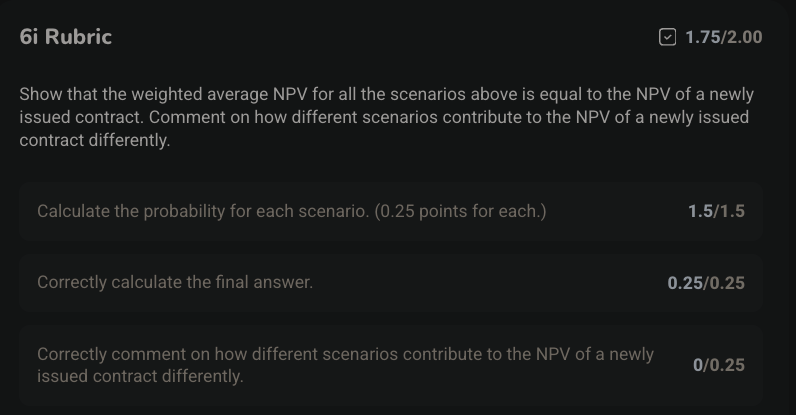 6i Rubric
1.75/2.00
Show that the weighted average NPV for all the scenarios above is equal to the NPV of a newly
issued contract. Comment on how different scenarios contribute to the NPV of a newly issued
contract differently.
Calculate the probability for each scenario. (0.25 points for each.)
1.5/1.5
Correctly calculate the final answer.
0.25/0.25
Correctly comment on how different scenarios contribute to the NPV of a newly
issued contract differently.
0/0.25